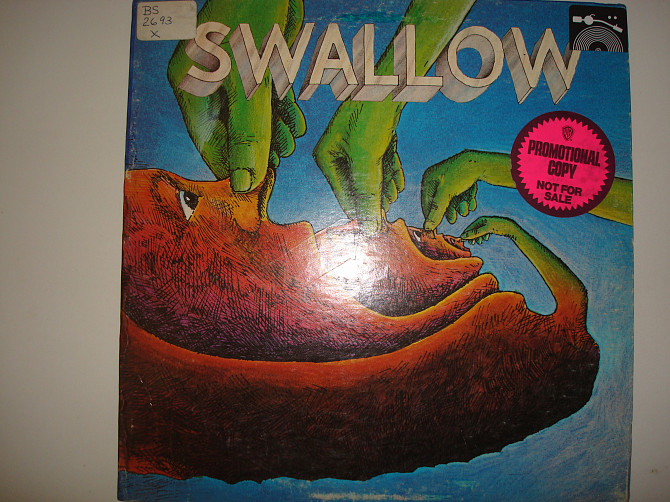 BS
2693
X
SWALLOW
PROMOTIONAL
COPY
NOT FOR
SALE